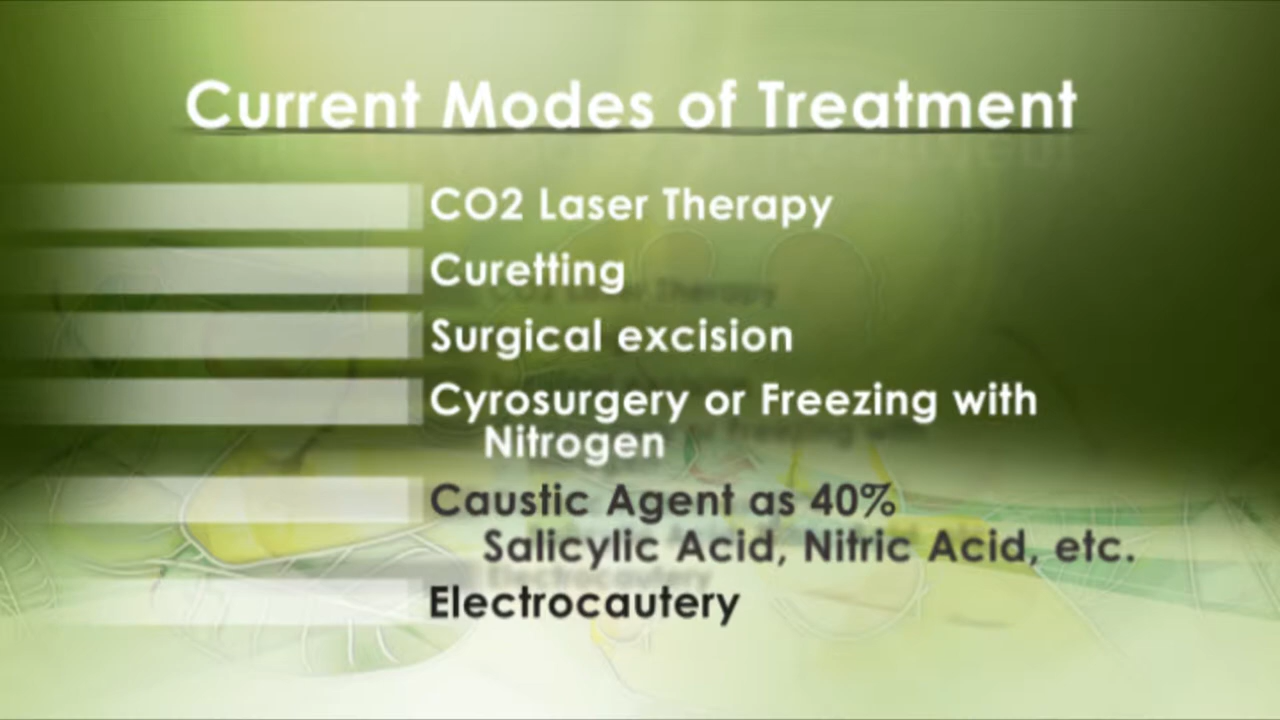 Current Modes of Treatment
CO2 Laser Therapy
Curetting
Surgical excision
Cyrosurgery or Freezing with
Nitrogen
Caustic Agent as 40%
Salicylic Acid, Nitric Acid, etc.
Electrocautery